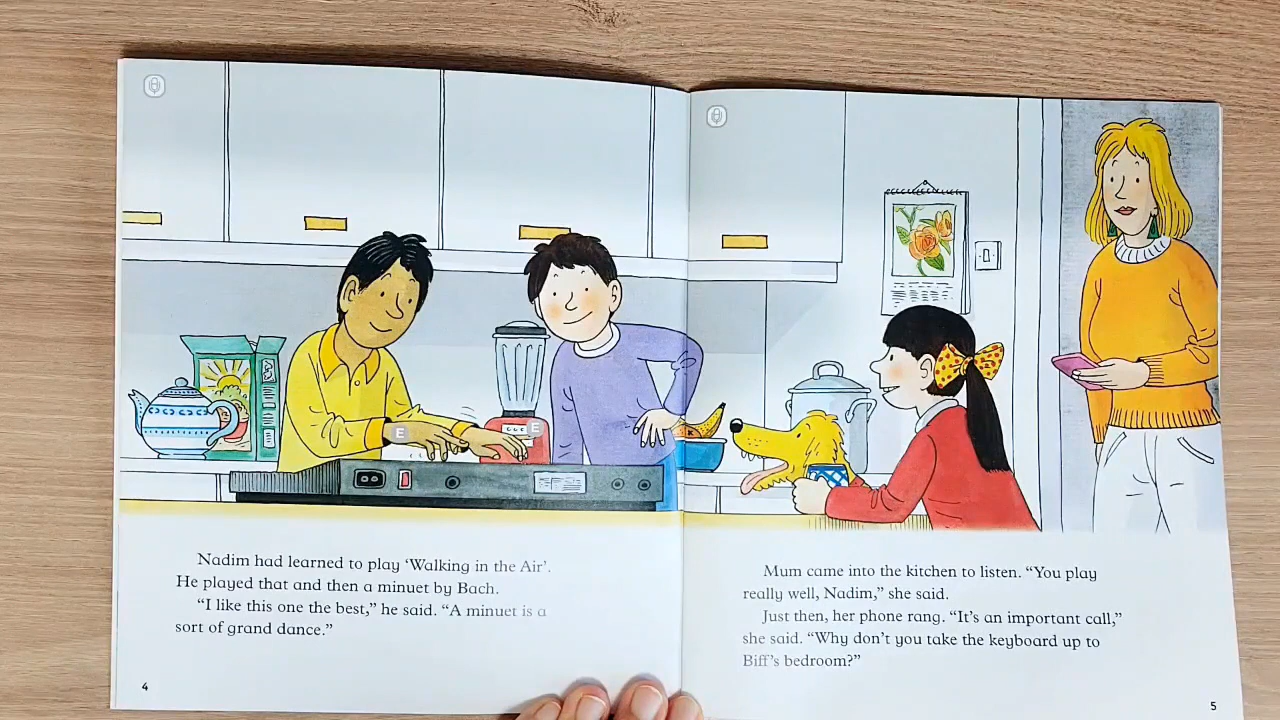 Nadim had learned to play ‘Walking in the Air’.
He played that and then a minuet by Bach.
“I like this one the best,” he said. “A minuet is a
sort of grand dance.”
4
E
E
Mum came into the kitchen to listen. “You play
really well, Nadim,” she said.
Just then, her phone rang. “It’s an important call,”
she said. “Why don’t you take the keyboard up to
Biff’s bedroom?”
5